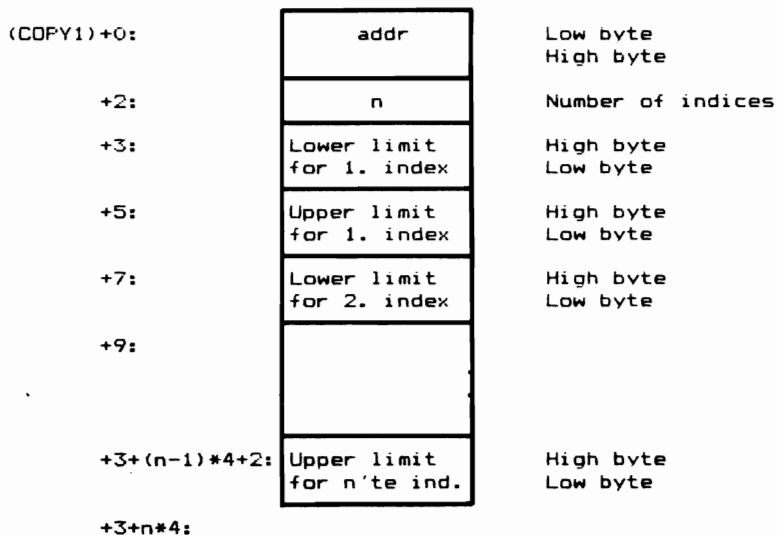 (COPY1)+0: addr Low byte
High byte
+2: n Number of indices
+3: Lower limit High byte
for 1. index Low byte
+5: Upper limit High byte
for 1. index Low byte
+7: Lower limit High byte
for 2. index Low byte
+9:
+3+(n-1)*4+2: Upper limit High byte
for n'te ind. Low byte
+3+n*4: